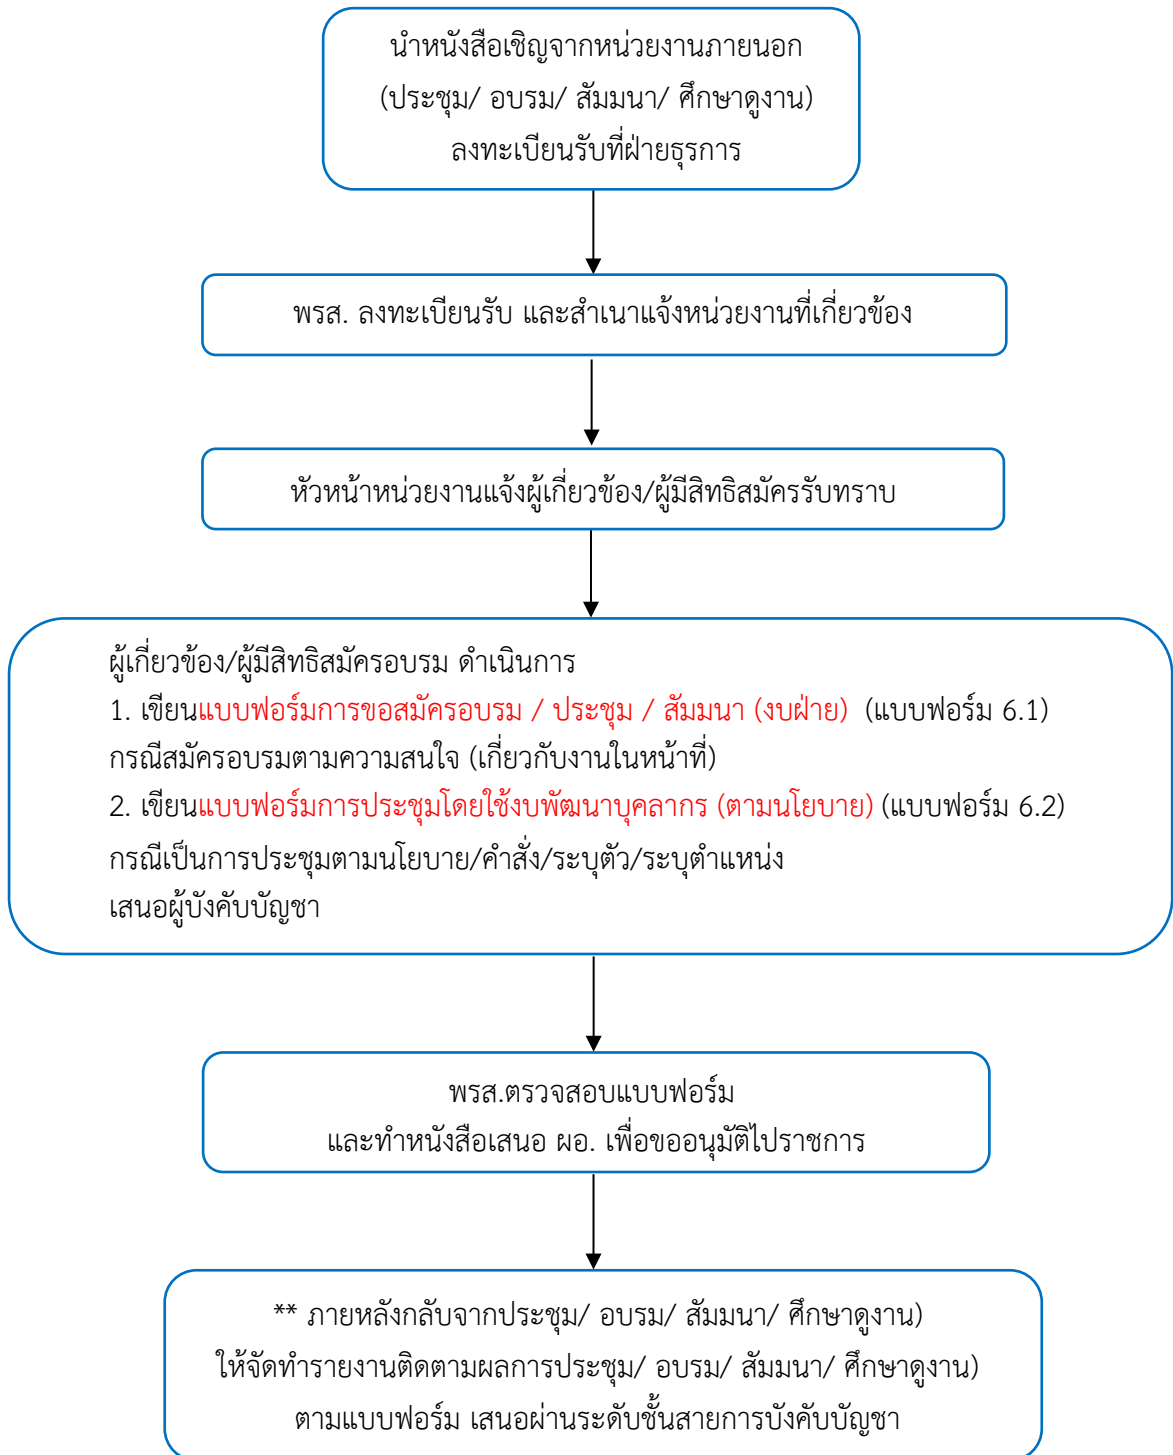 นำหนังสือเชิญจากหน่วยงานภายนอก
(ประชุม/ อบรม/ สัมมนา/ ศึกษาดูงาน)
ลงทะเบียนรับที่ฝ่ายธุรการ
พรส. ลงทะเบียนรับ และสำเนาแจ้งหน่วยงานที่เกี่ยวข้อง
หัวหน้าหน่วยงานแจ้งผู้เกี่ยวข้อง/ผู้มีสิทธิสมัครรับทราบ
ผู้เกี่ยวข้อง/ผู้มีสิทธิสมัครอบรม ดำเนินการ
1. เขียนแบบฟอร์มการขอสมัครอบรม / ประชุม / สัมมนา (งบฝ่าย) (แบบฟอร์ม 6.1)
กรณีสมัครอบรมตามความสนใจ (เกี่ยวกับงานในหน้าที่)
2. เขียนแบบฟอร์มการประชุมโดยใช้งบพัฒนาบุคลากร (ตามนโยบาย) (แบบฟอร์ม 6.2)
กรณีเป็นการประชุมตามนโยบาย/คำสั่ง/ระบุตัว/ระบุตำแหน่ง
เสนอผู้บังคับบัญชา
พรส.ตรวจสอบแบบฟอร์ม
และทำหนังสือเสนอ ผอ. เพื่อขออนุมัติไปราชการ
** ภายหลังกลับจากประชุม/ อบรม/ สัมมนา/ ศึกษาดูงาน)
ให้จัดทำรายงานติดตามผลการประชุม/ อบรม/ สัมมนา/ ศึกษาดูงาน)
ตามแบบฟอร์ม เสนอผ่านระดับชั้นสายการบังคับบัญชา